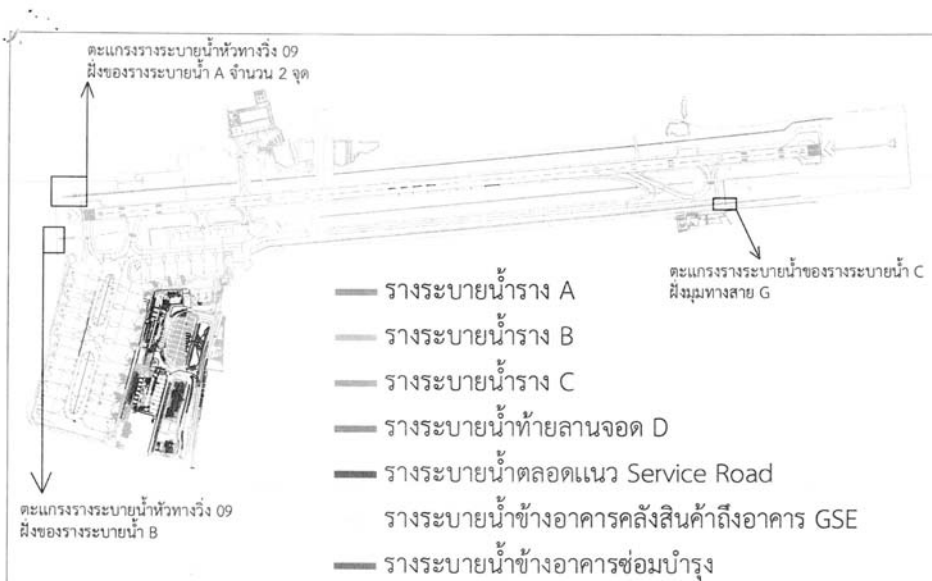 ตะแกรงรางระบายน้ำหัวทางวิ่ง 09
ฝั่งของรางระบายน้ำ A จำนวน 2 จุด
ตะแกรงรางระบายน้ำของรางระบายน้ำ C
ฝั่งมุมทางสาย G
รางระบายน้ำราง A
รางระบายน้ำราง B
รางระบายน้ำราง C
รางระบายน้ำท้ายลานจอด D
รางระบายน้ำตลอดแนว Service Road
รางระบายน้ำข้างอาคารคลังสินค้าถึงอาคาร GSE
รางระบายน้ำข้างอาคารซ่อมบำรุง
ตะแกรงรางระบายน้ำหัวทางวิ่ง 09
ฝั่งของรางระบายน้ำ B